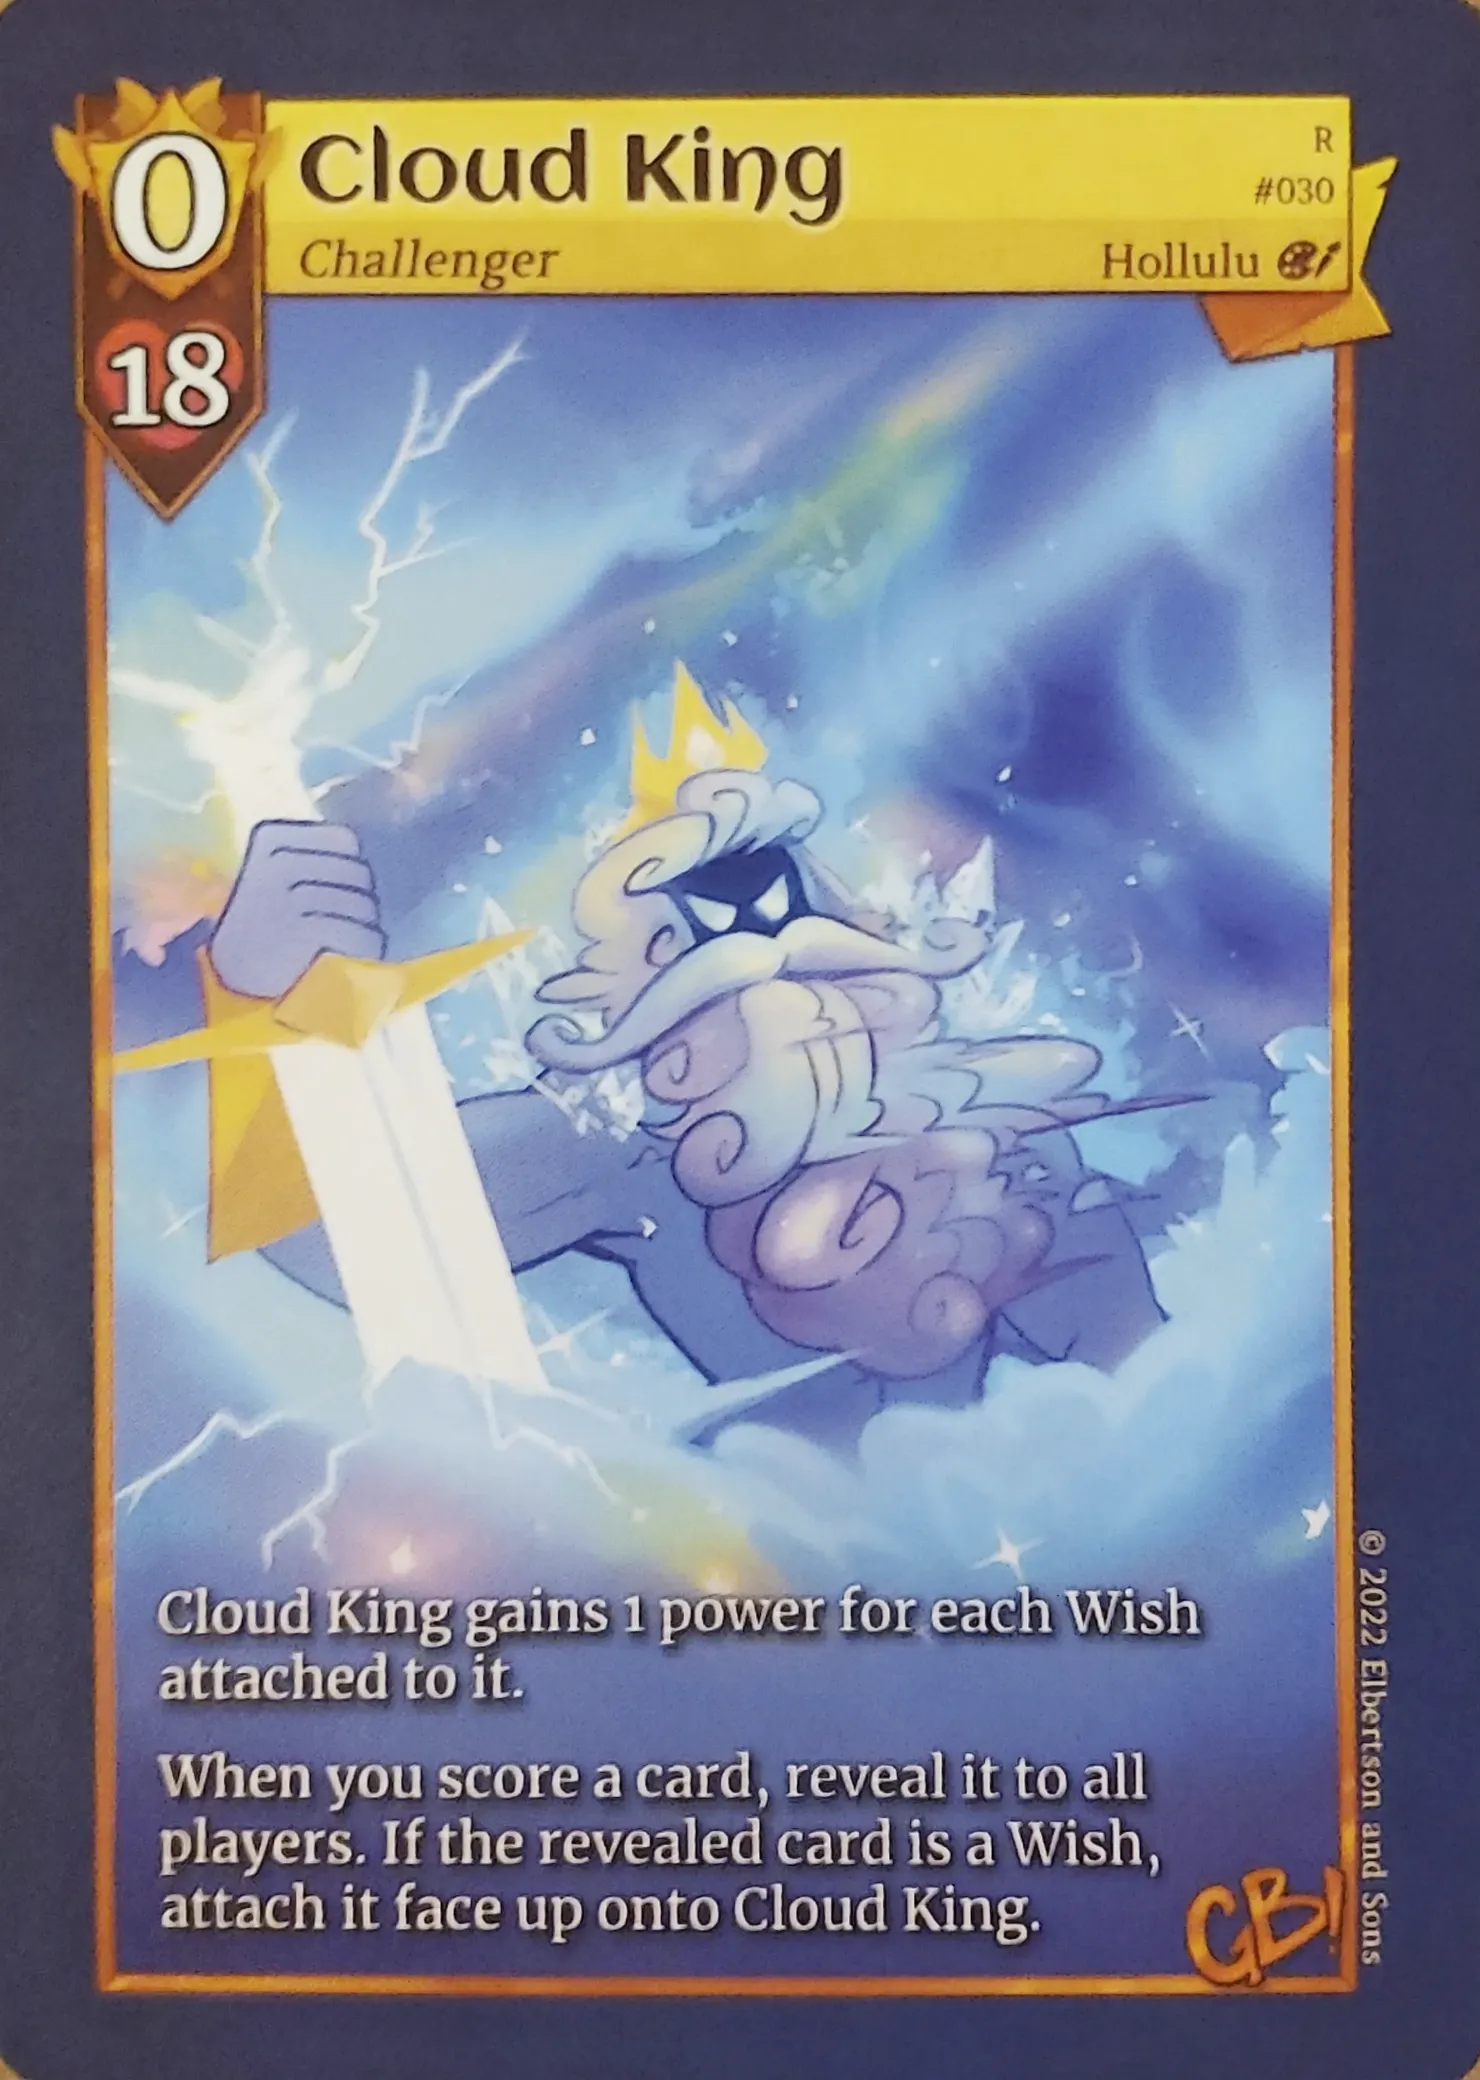 0
Cloud King
R
#030
Challenger
Hollulu
18
Cloud King gains 1 power for each Wish
attached to it.
When you score a card, reveal it to all
players. If the revealed card is a Wish,
attach it face up onto Cloud King.
GB!
© 2022 Elbertson and Sons